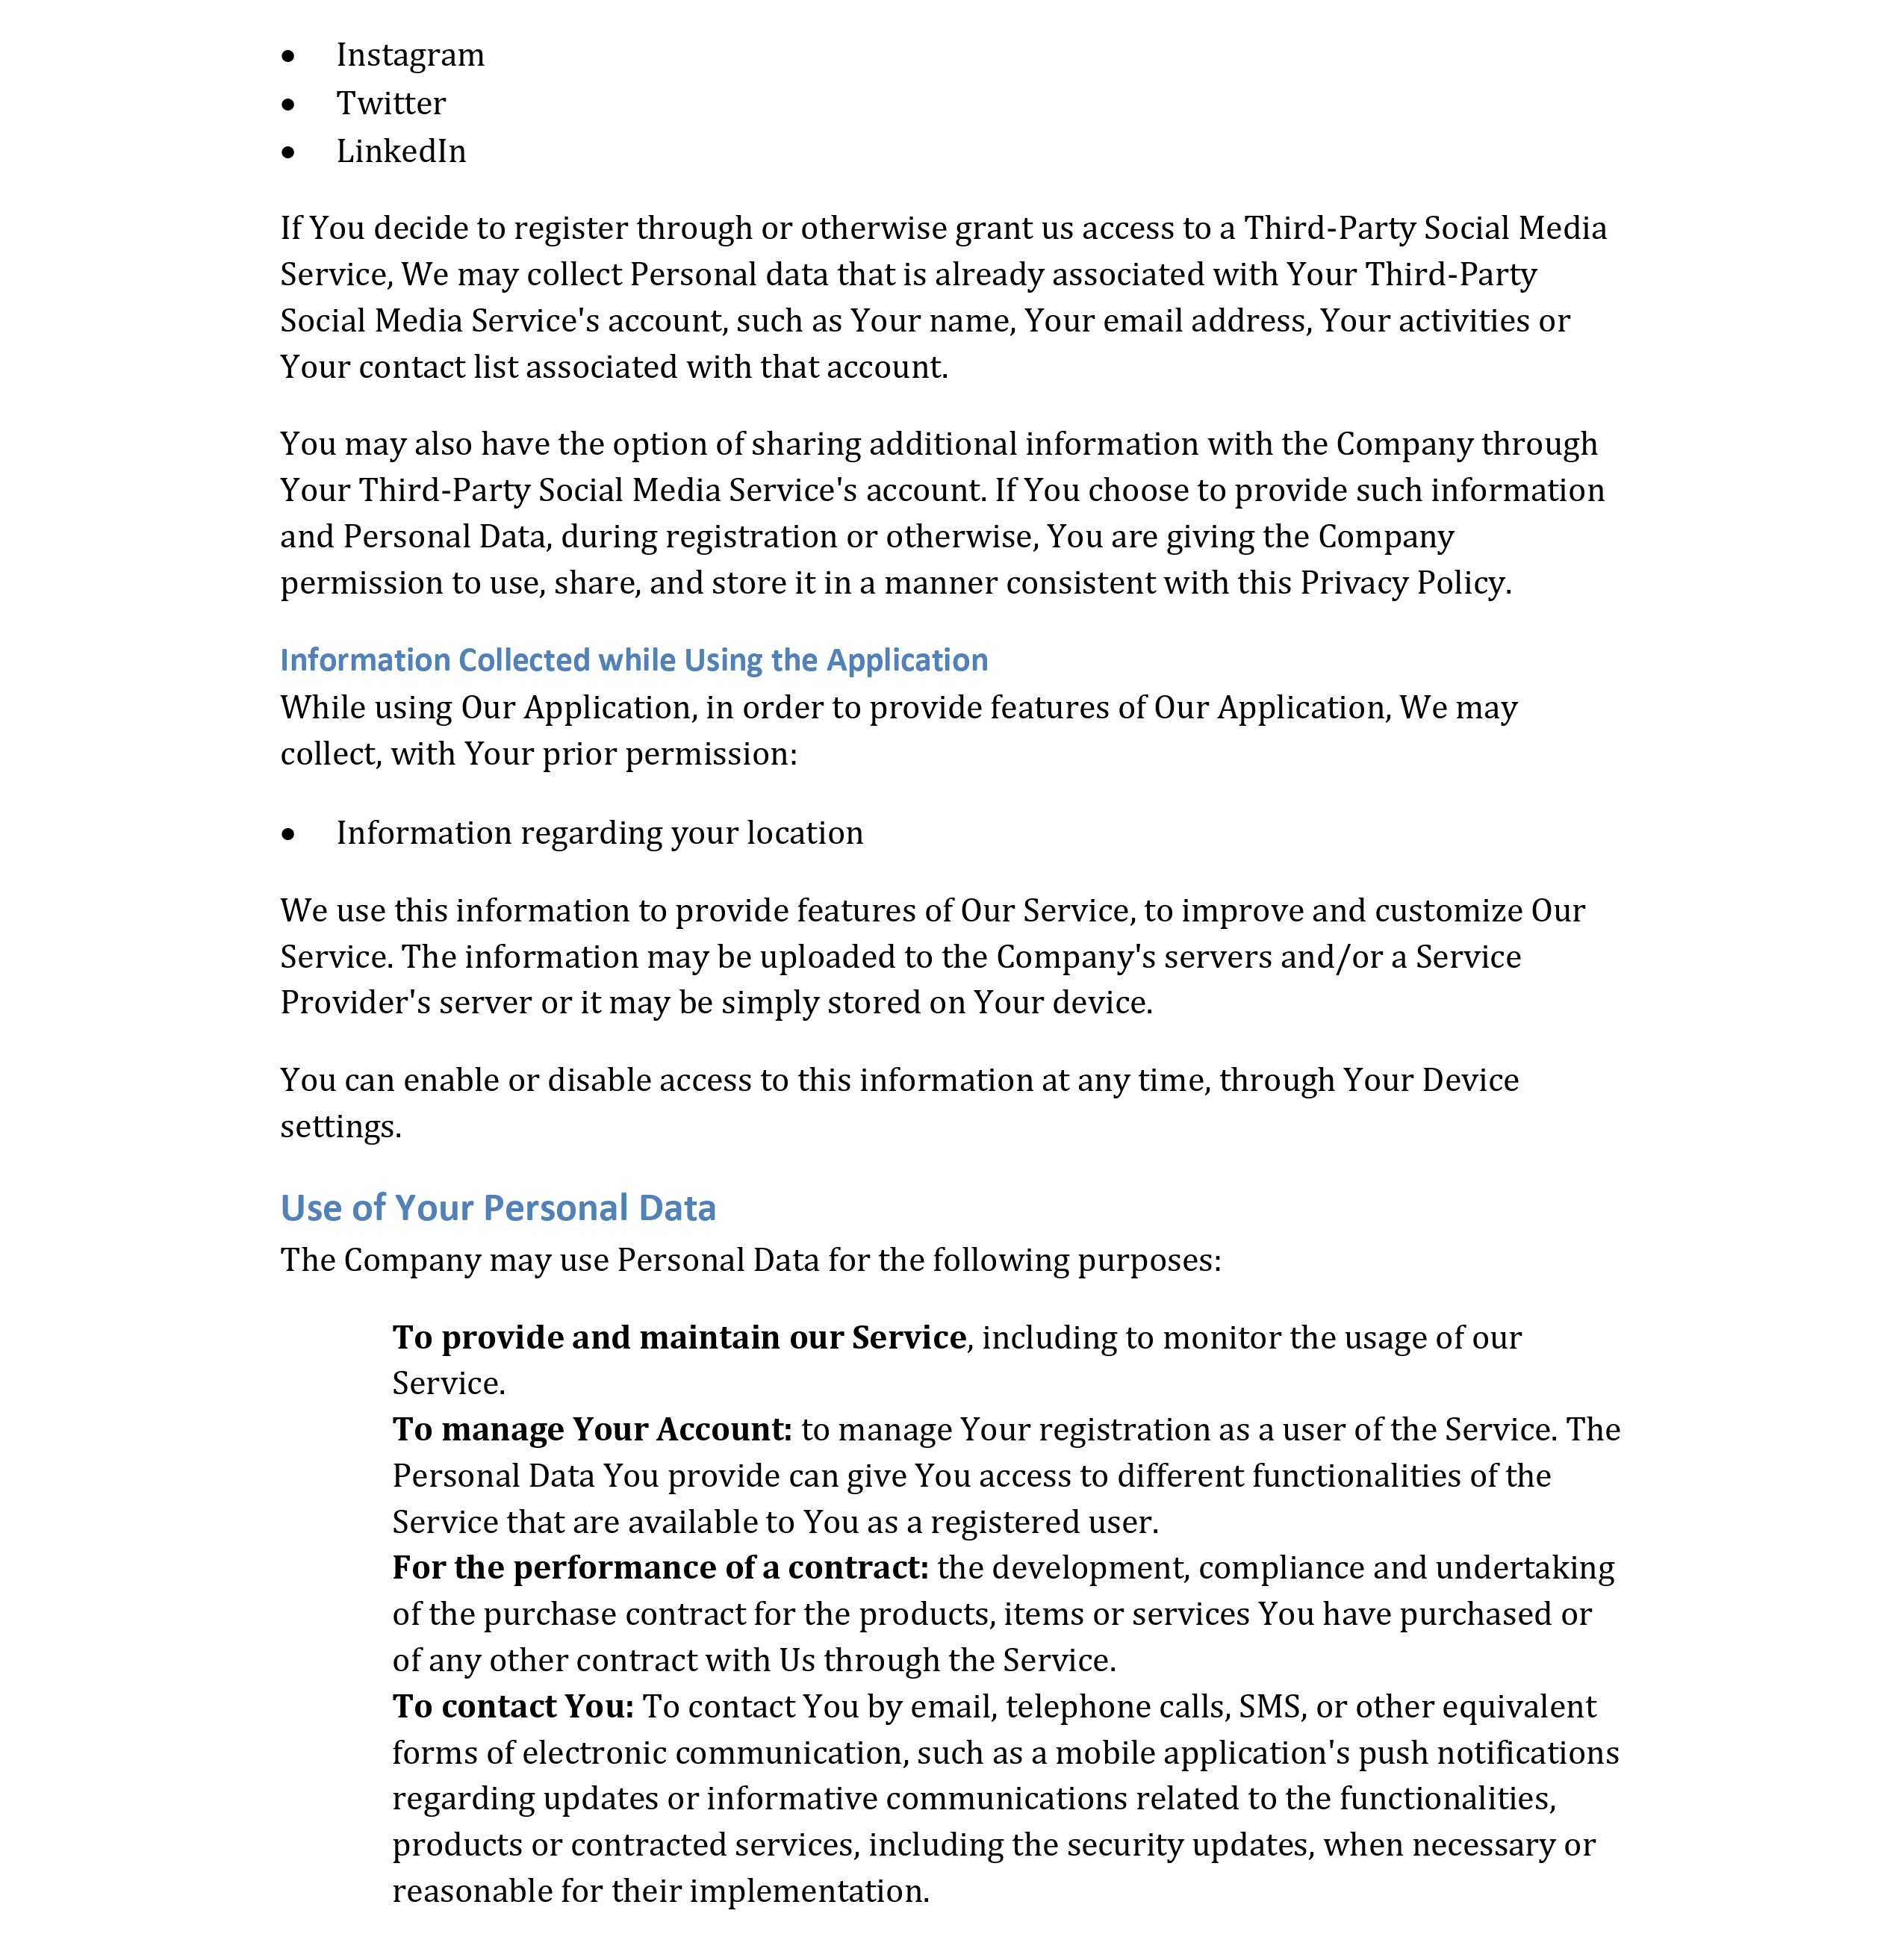 • Instagram
• Twitter
• LinkedIn
If You decide to register through or otherwise grant us access to a Third-Party Social Media
Service, We may collect Personal data that is already associated with Your Third-Party
Social Media Service's account, such as Your name, Your email address, Your activities or
Your contact list associated with that account.
You may also have the option of sharing additional information with the Company through
Your Third-Party Social Media Service's account. If You choose to provide such information
and Personal Data, during registration or otherwise, You are giving the Company
permission to use, share, and store it in a manner consistent with this Privacy Policy.
Information Collected while Using the Application
While using Our Application, in order to provide features of Our Application, We may
collect, with Your prior permission:
• Information regarding your location
We use this information to provide features of Our Service, to improve and customize Our
Service. The information may be uploaded to the Company's servers and/or a Service
Provider's server or it may be simply stored on Your device.
You can enable or disable access to this information at any time, through Your Device
settings.
Use of Your Personal Data
The Company may use Personal Data for the following purposes:
To provide and maintain our Service, including to monitor the usage of our
Service.
To manage Your Account: to manage Your registration as a user of the Service. The
Personal Data You provide can give You access to different functionalities of the
Service that are available to You as a registered user.
For the performance of a contract: the development, compliance and undertaking
of the purchase contract for the products, items or services You have purchased or
of any other contract with Us through the Service.
To contact You: To contact You by email, telephone calls, SMS, or other equivalent
forms of electronic communication, such as a mobile application's push notifications
regarding updates or informative communications related to the functionalities,
products or contracted services, including the security updates, when necessary or
reasonable for their implementation.